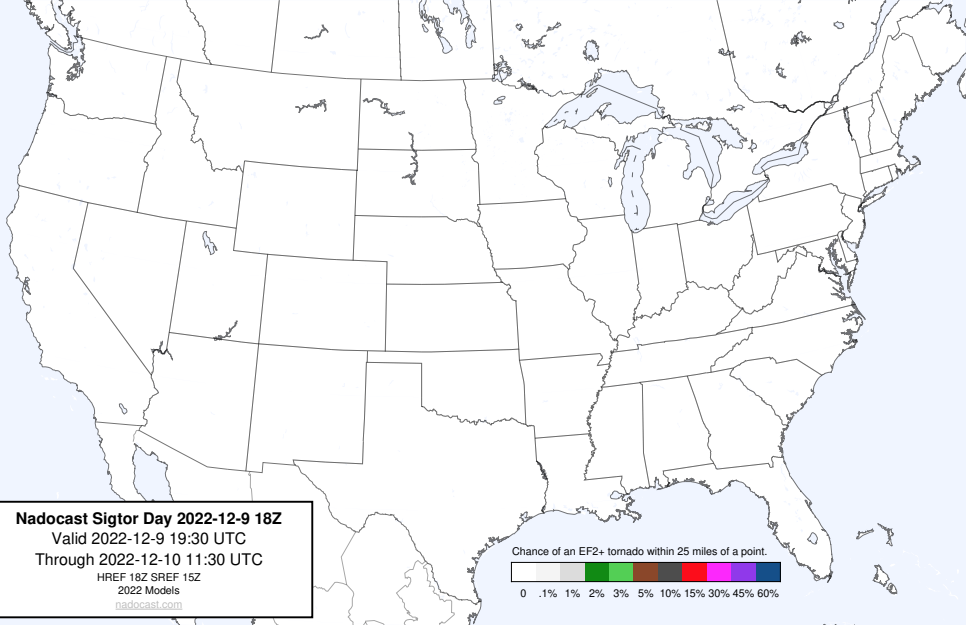 Nadocast Sigtor Day 2022-12-9 18Z
Valid 2022-12-9 19:30 UTC
Through 2022-12-10 11:30 UTC
HREF 18Z SREF 15Z
2022 Models
nadocast.com
Chance of an EF2+ tornado within 25 miles of a point.
0 .1% 1% 2% 3% 5% 10% 15% 30% 45% 60%